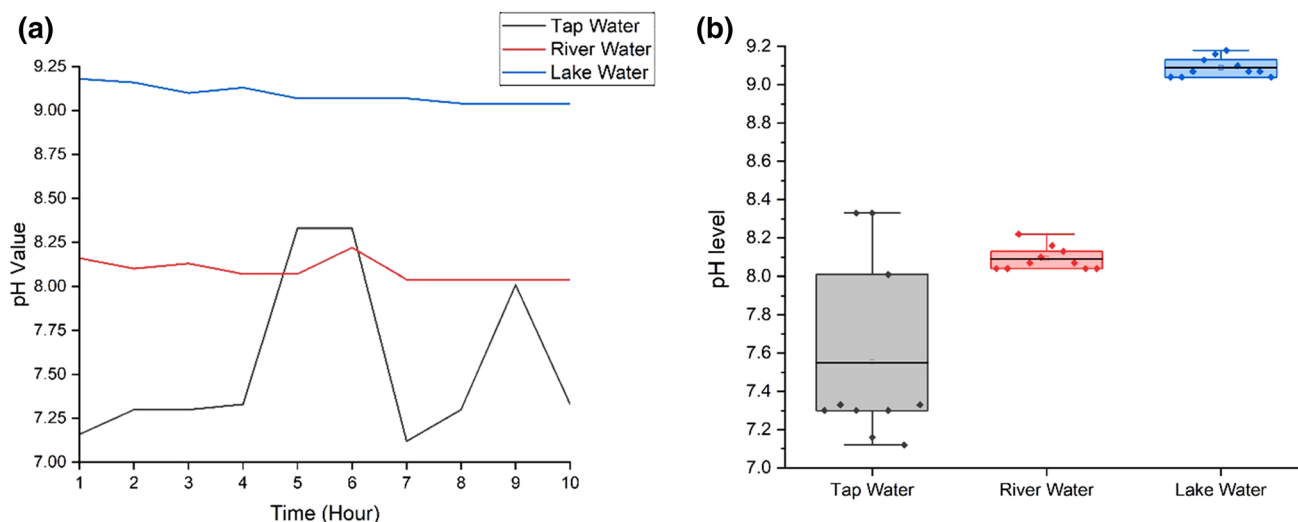 (a)
Tap Water
River Water
Lake Water
9.25
9.00
8.75
8.50
8.25
8.00
7.75
7.50
7.25
7.00
pH Value
1 2 3 4 5 6 7 8 9 10
Time (Hour)
(b)
9.2
9.0
8.8
8.6
8.4
8.2
8.0
7.8
7.6
7.4
7.2
7.0
pH level
Tap Water River Water Lake Water